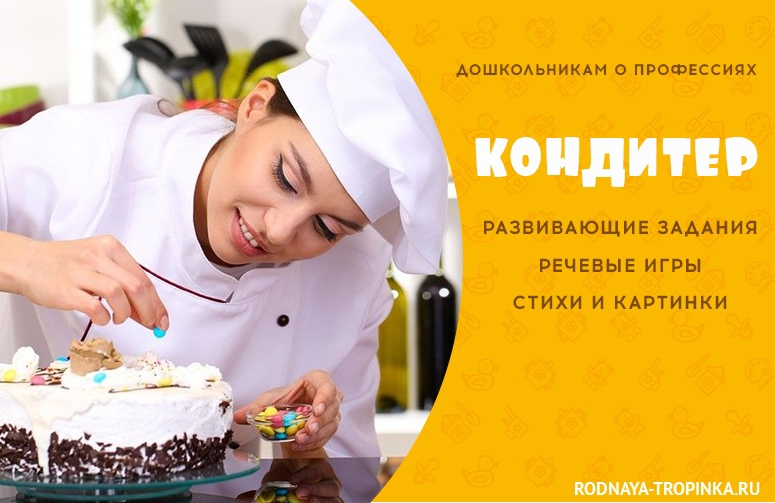 ДОШКОЛЬНИКАМ О ПРОФЕССИЯХ
КОНДИТЕР
РАЗВИВАЮЩИЕ ЗАДАНИЯ
РЕЧЕВЫЕ ИГРЫ
СТИХИ И КАРТИНКИ
RODNAYA-TROPINKA.RU